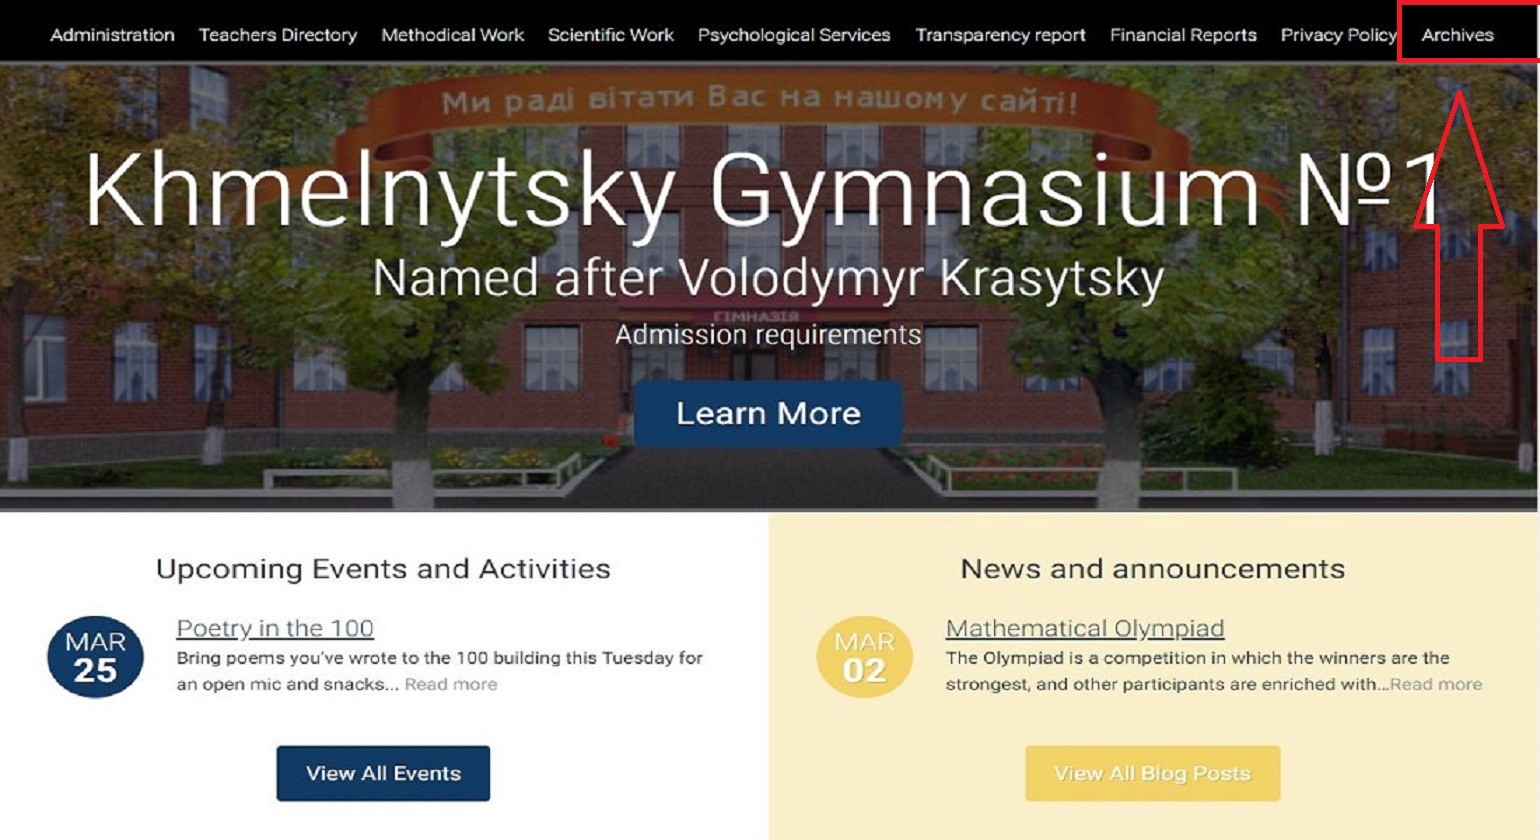 Administration Teachers Directory Methodical Work Scientific Work Psychological Services Transparency report Financial Reports Privacy Policy Archives
Ми раді вітати Вас на нашому сайті!
Khmelnytsky Gymnasium №1
Named after Volodymyr Krasytsky
ГІМНАЗІЯ
Admission requirements
Learn More
Upcoming Events and Activities
MAR
25
Poetry in the 100
Bring poems you've wrote to the 100 building this Tuesday for
an open mic and snacks... Read more
View All Events
News and announcements
MAR
02
Mathematical Olympiad
The Olympiad is a competition in which the winners are the
strongest, and other participants are enriched with...Read more
View All Blog Posts